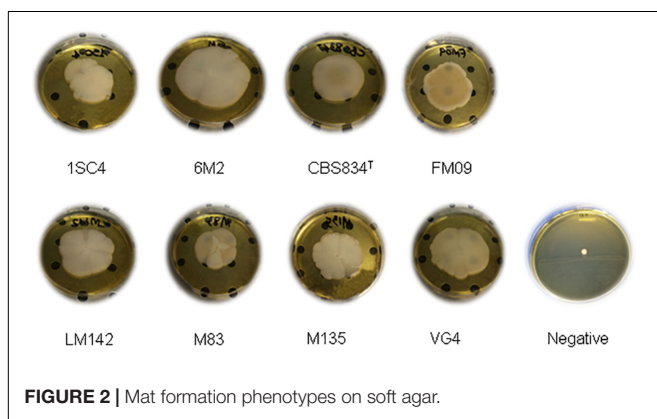 1SC4 6M2 CBS834ᵀ FM09
LM142 M83 M135 VG4 Negative
FIGURE 2 | Mat formation phenotypes on soft agar.